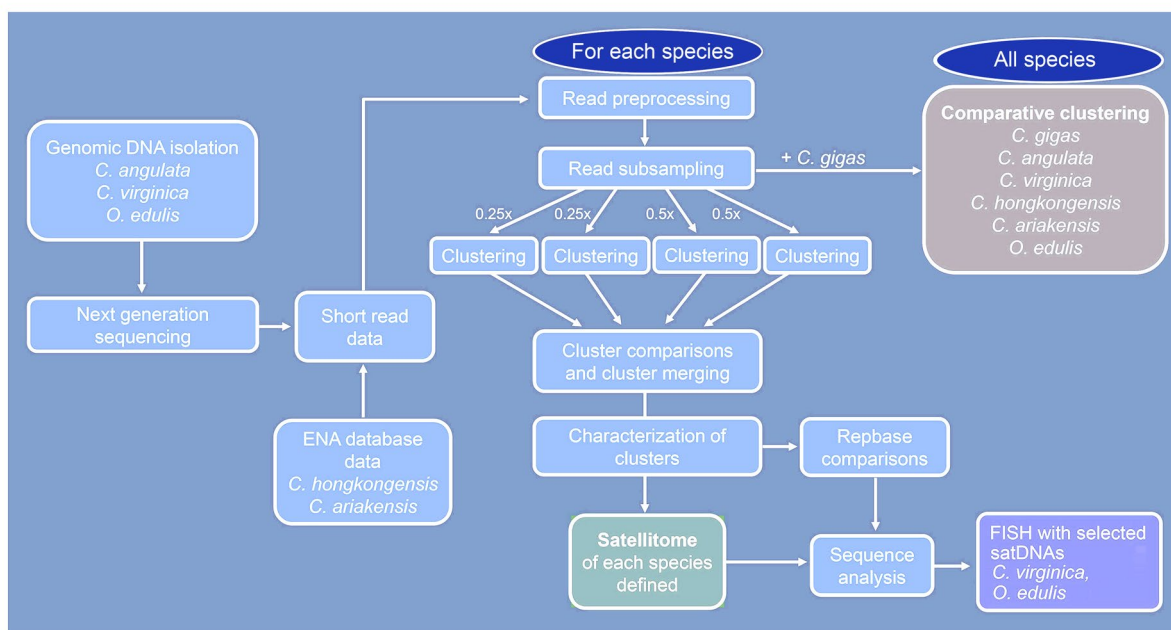 For each species
All species
Read preprocessing
Comparative clustering
C. gigas
C. angulata
C. virginica
C. hongkongensis
C. ariakensis
O. edulis
Genomic DNA isolation
C. angulata
C. virginica
O. edulis
Read subsampling
+ C. gigas
0.25x
0.25x
0.5x
0.5x
Clustering
Clustering
Clustering
Clustering
Next generation
sequencing
Short read
data
Cluster comparisons
and cluster merging
ENA database
data
C. hongkongensis
C. ariakensis
Characterization of
clusters
Repbase
comparisons
Satellitome
of each species
defined
Sequence
analysis
FISH with selected
satDNAs
C. virginica,
O. edulis